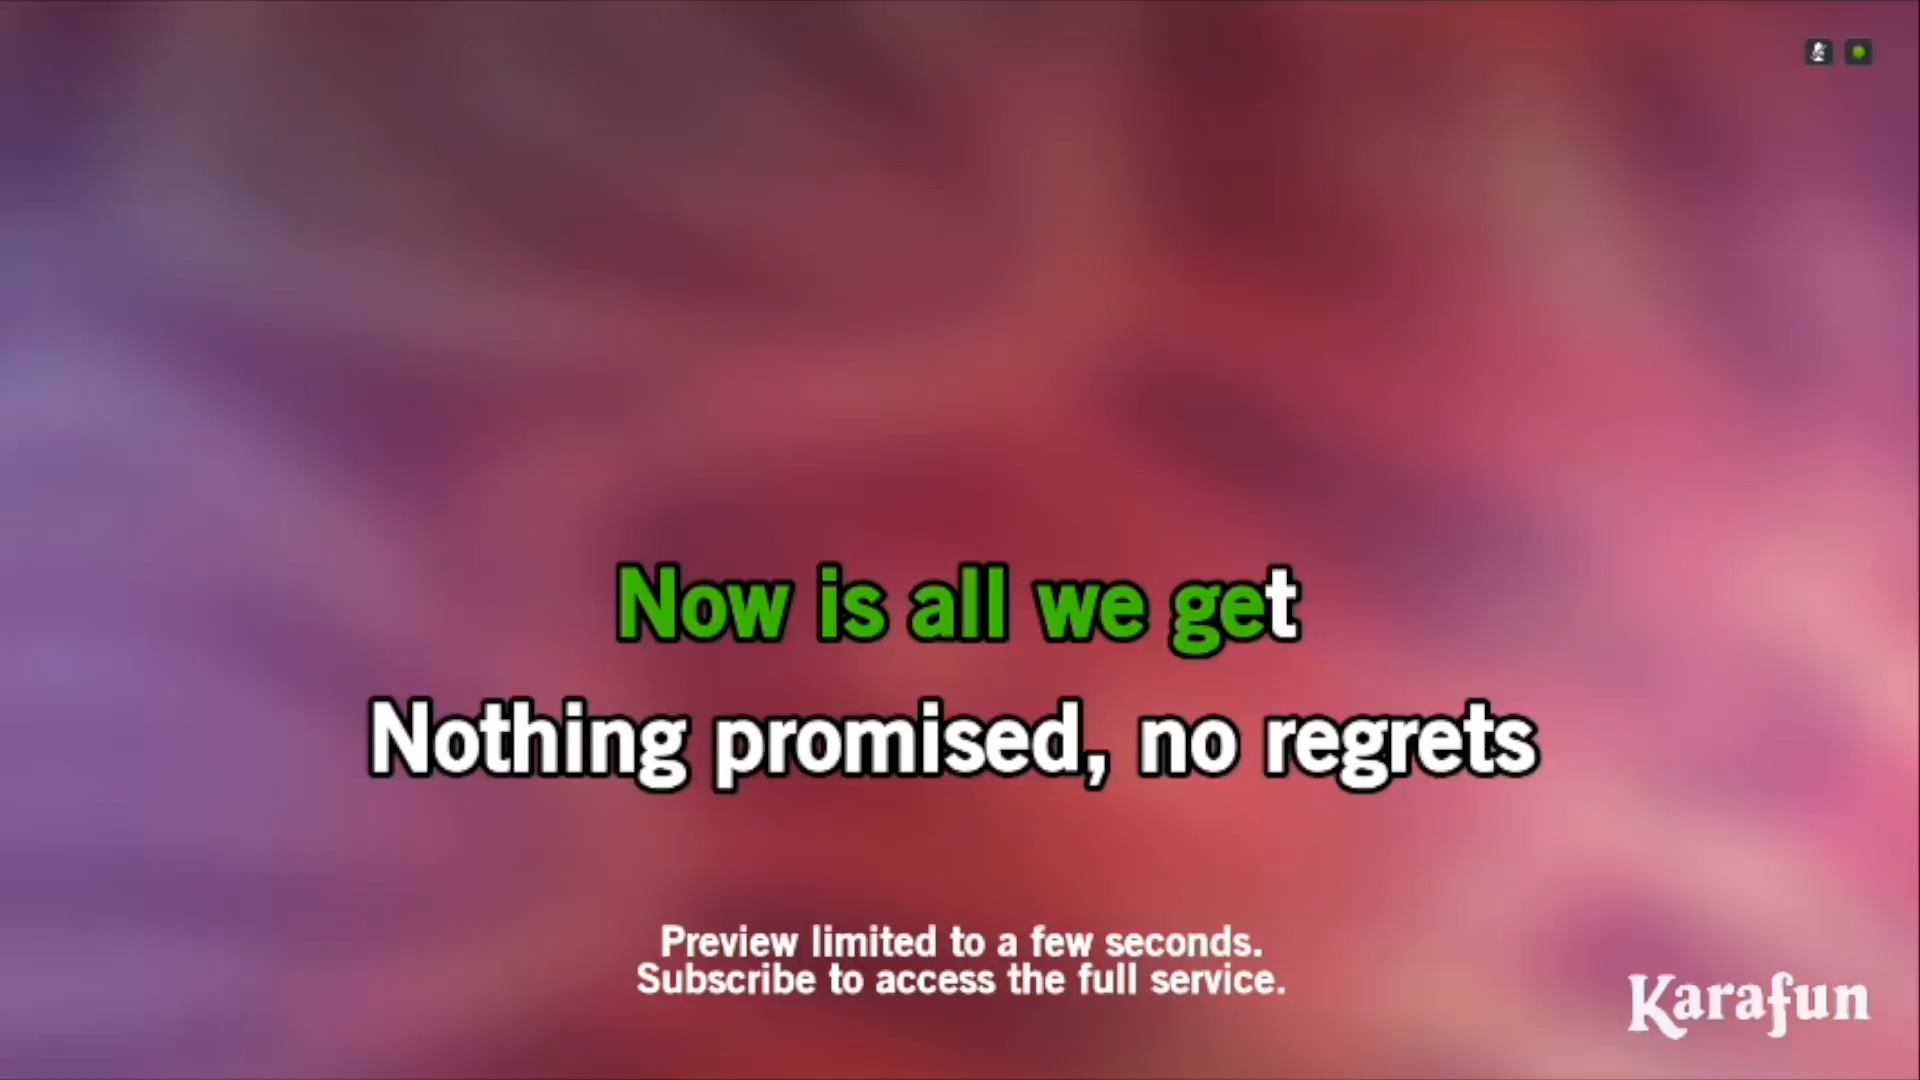 Now is all we get
Nothing promised, no regrets
Preview limited to a few seconds.
Subscribe to access the full service.
Karafun